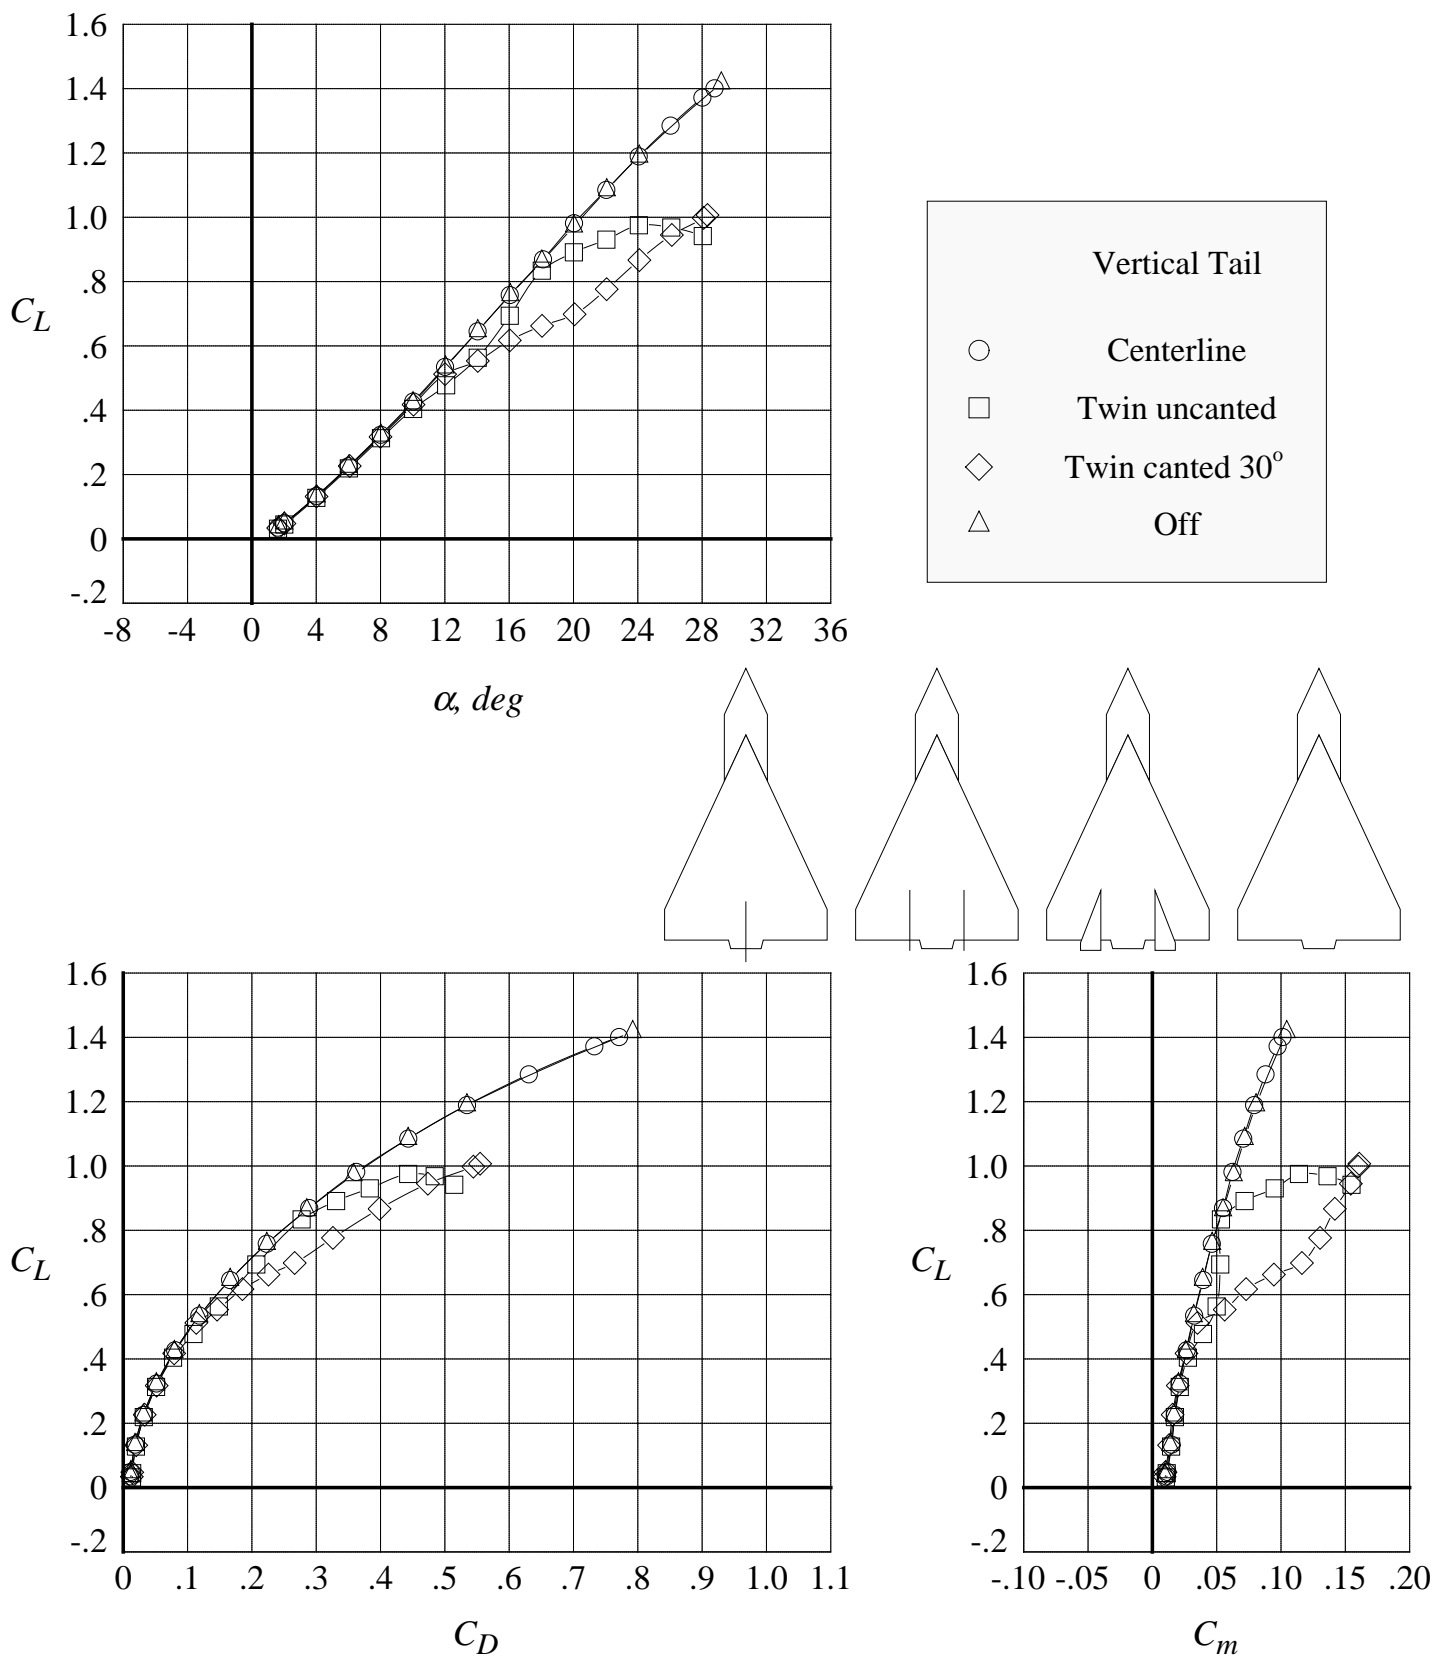 1.6
1.4
1.2
1.0
.8
.6
.4
.2
0
-.2
C_L
-8 -4 0 4 8 12 16 20 24 28 32 36
α, deg
Vertical Tail
Centerline
Twin uncanted
Twin canted 30°
Off
1.6
1.4
1.2
1.0
.8
.6
.4
.2
0
-.2
C_L
0 .1 .2 .3 .4 .5 .6 .7 .8 .9 1.0 1.1
C_D
1.6
1.4
1.2
1.0
.8
.6
.4
.2
0
-.2
C_L
-.10 -.05 0 .05 .10 .15 .20
C_m